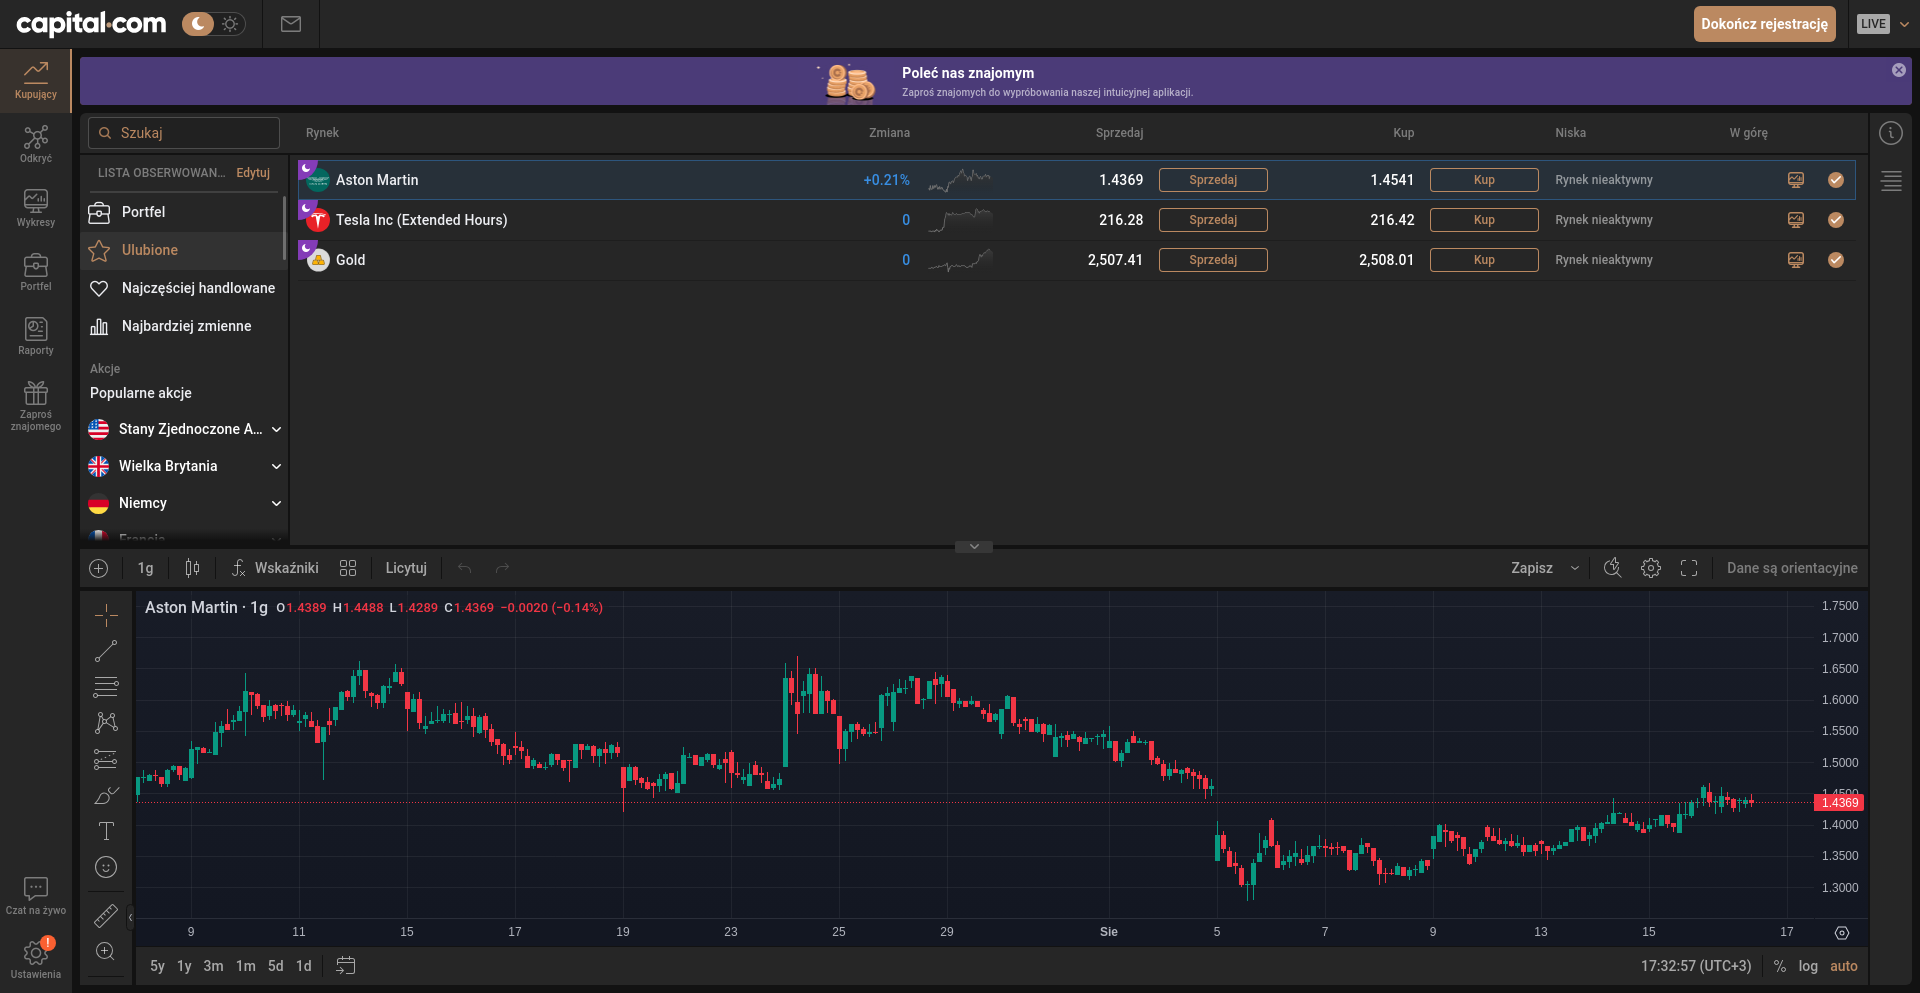 capital.com
Dokończ rejestrację
LIVE
Kupujący
Odkryć
Wykresy
Portfel
Raporty
Zaproś
znajomego
Czat na żywo
Ustawienia
Poleć nas znajomym
Zaproś znajomych do wypróbowania naszej intuicyjnej aplikacji.
Szukaj
Rynek Zmiana Sprzedaj Kup Niska W górę
LISTA OBSERWOWAN... Edytuj
Portfel
Ulubione
Najczęściej handlowane
Najbardziej zmienne
Akcje
Popularne akcje
Stany Zjednoczone A...
Wielka Brytania
Niemcy
Francja
Aston Martin +0.21% 1.4369 Sprzedaj 1.4541 Kup Rynek nieaktywny
Tesla Inc (Extended Hours) 0 216.28 Sprzedaj 216.42 Kup Rynek nieaktywny
Gold 0 2,507.41 Sprzedaj 2,508.01 Kup Rynek nieaktywny
1g Wskaźniki Licytuj Zapisz Dane są orientacyjne
Aston Martin · 1g O1.4389 H1.4488 L1.4289 C1.4369 −0.0020 (−0.14%)
1.7500
1.7000
1.6500
1.6000
1.5500
1.5000
1.4500
1.4369
1.4000
1.3500
1.3000
9 11 15 17 19 23 25 29 Sie 5 7 9 13 15 17
5y 1y 3m 1m 5d 1d 17:32:57 (UTC+3) % log auto